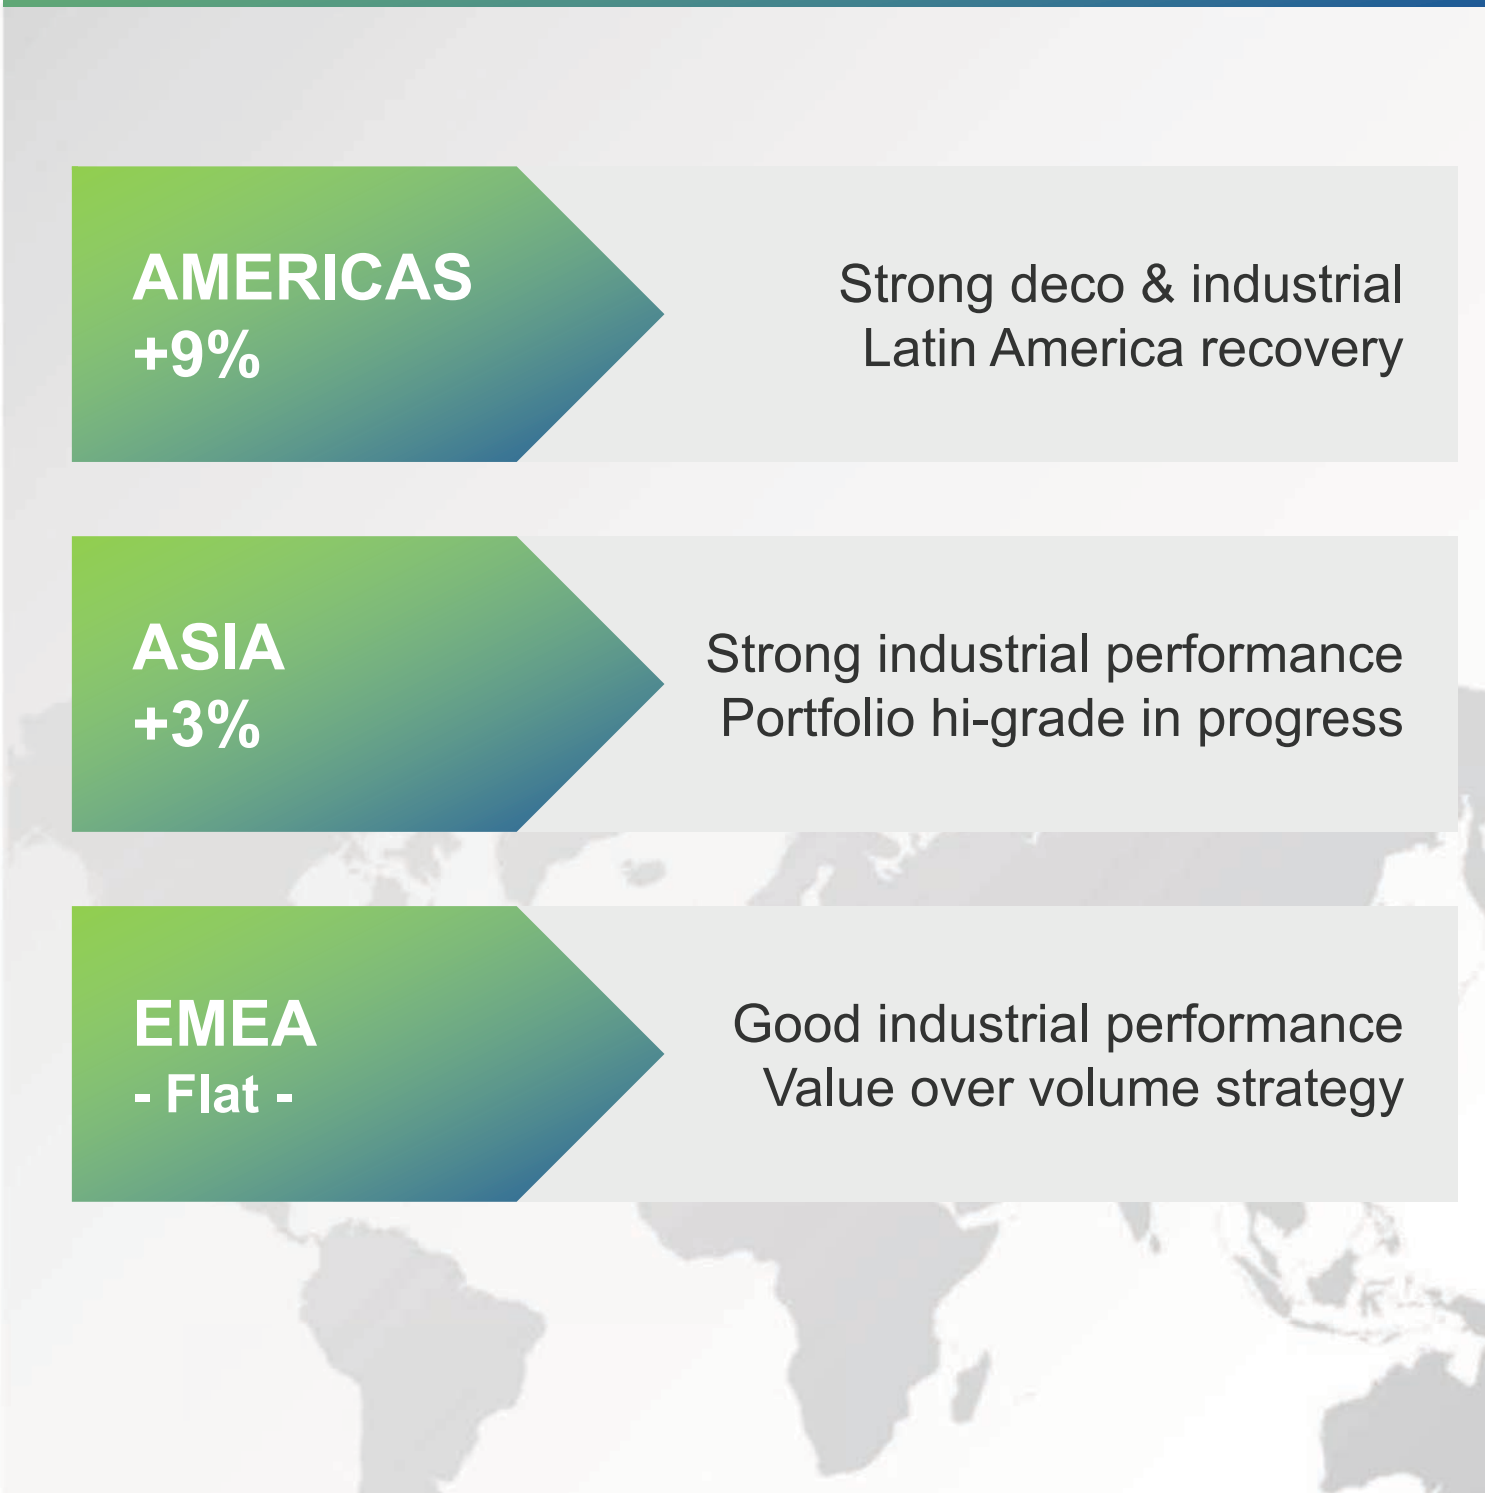 AMERICAS
+9%
Strong deco & industrial
Latin America recovery
ASIA
+3%
Strong industrial performance
Portfolio hi-grade in progress
EMEA
- Flat -
Good industrial performance
Value over volume strategy